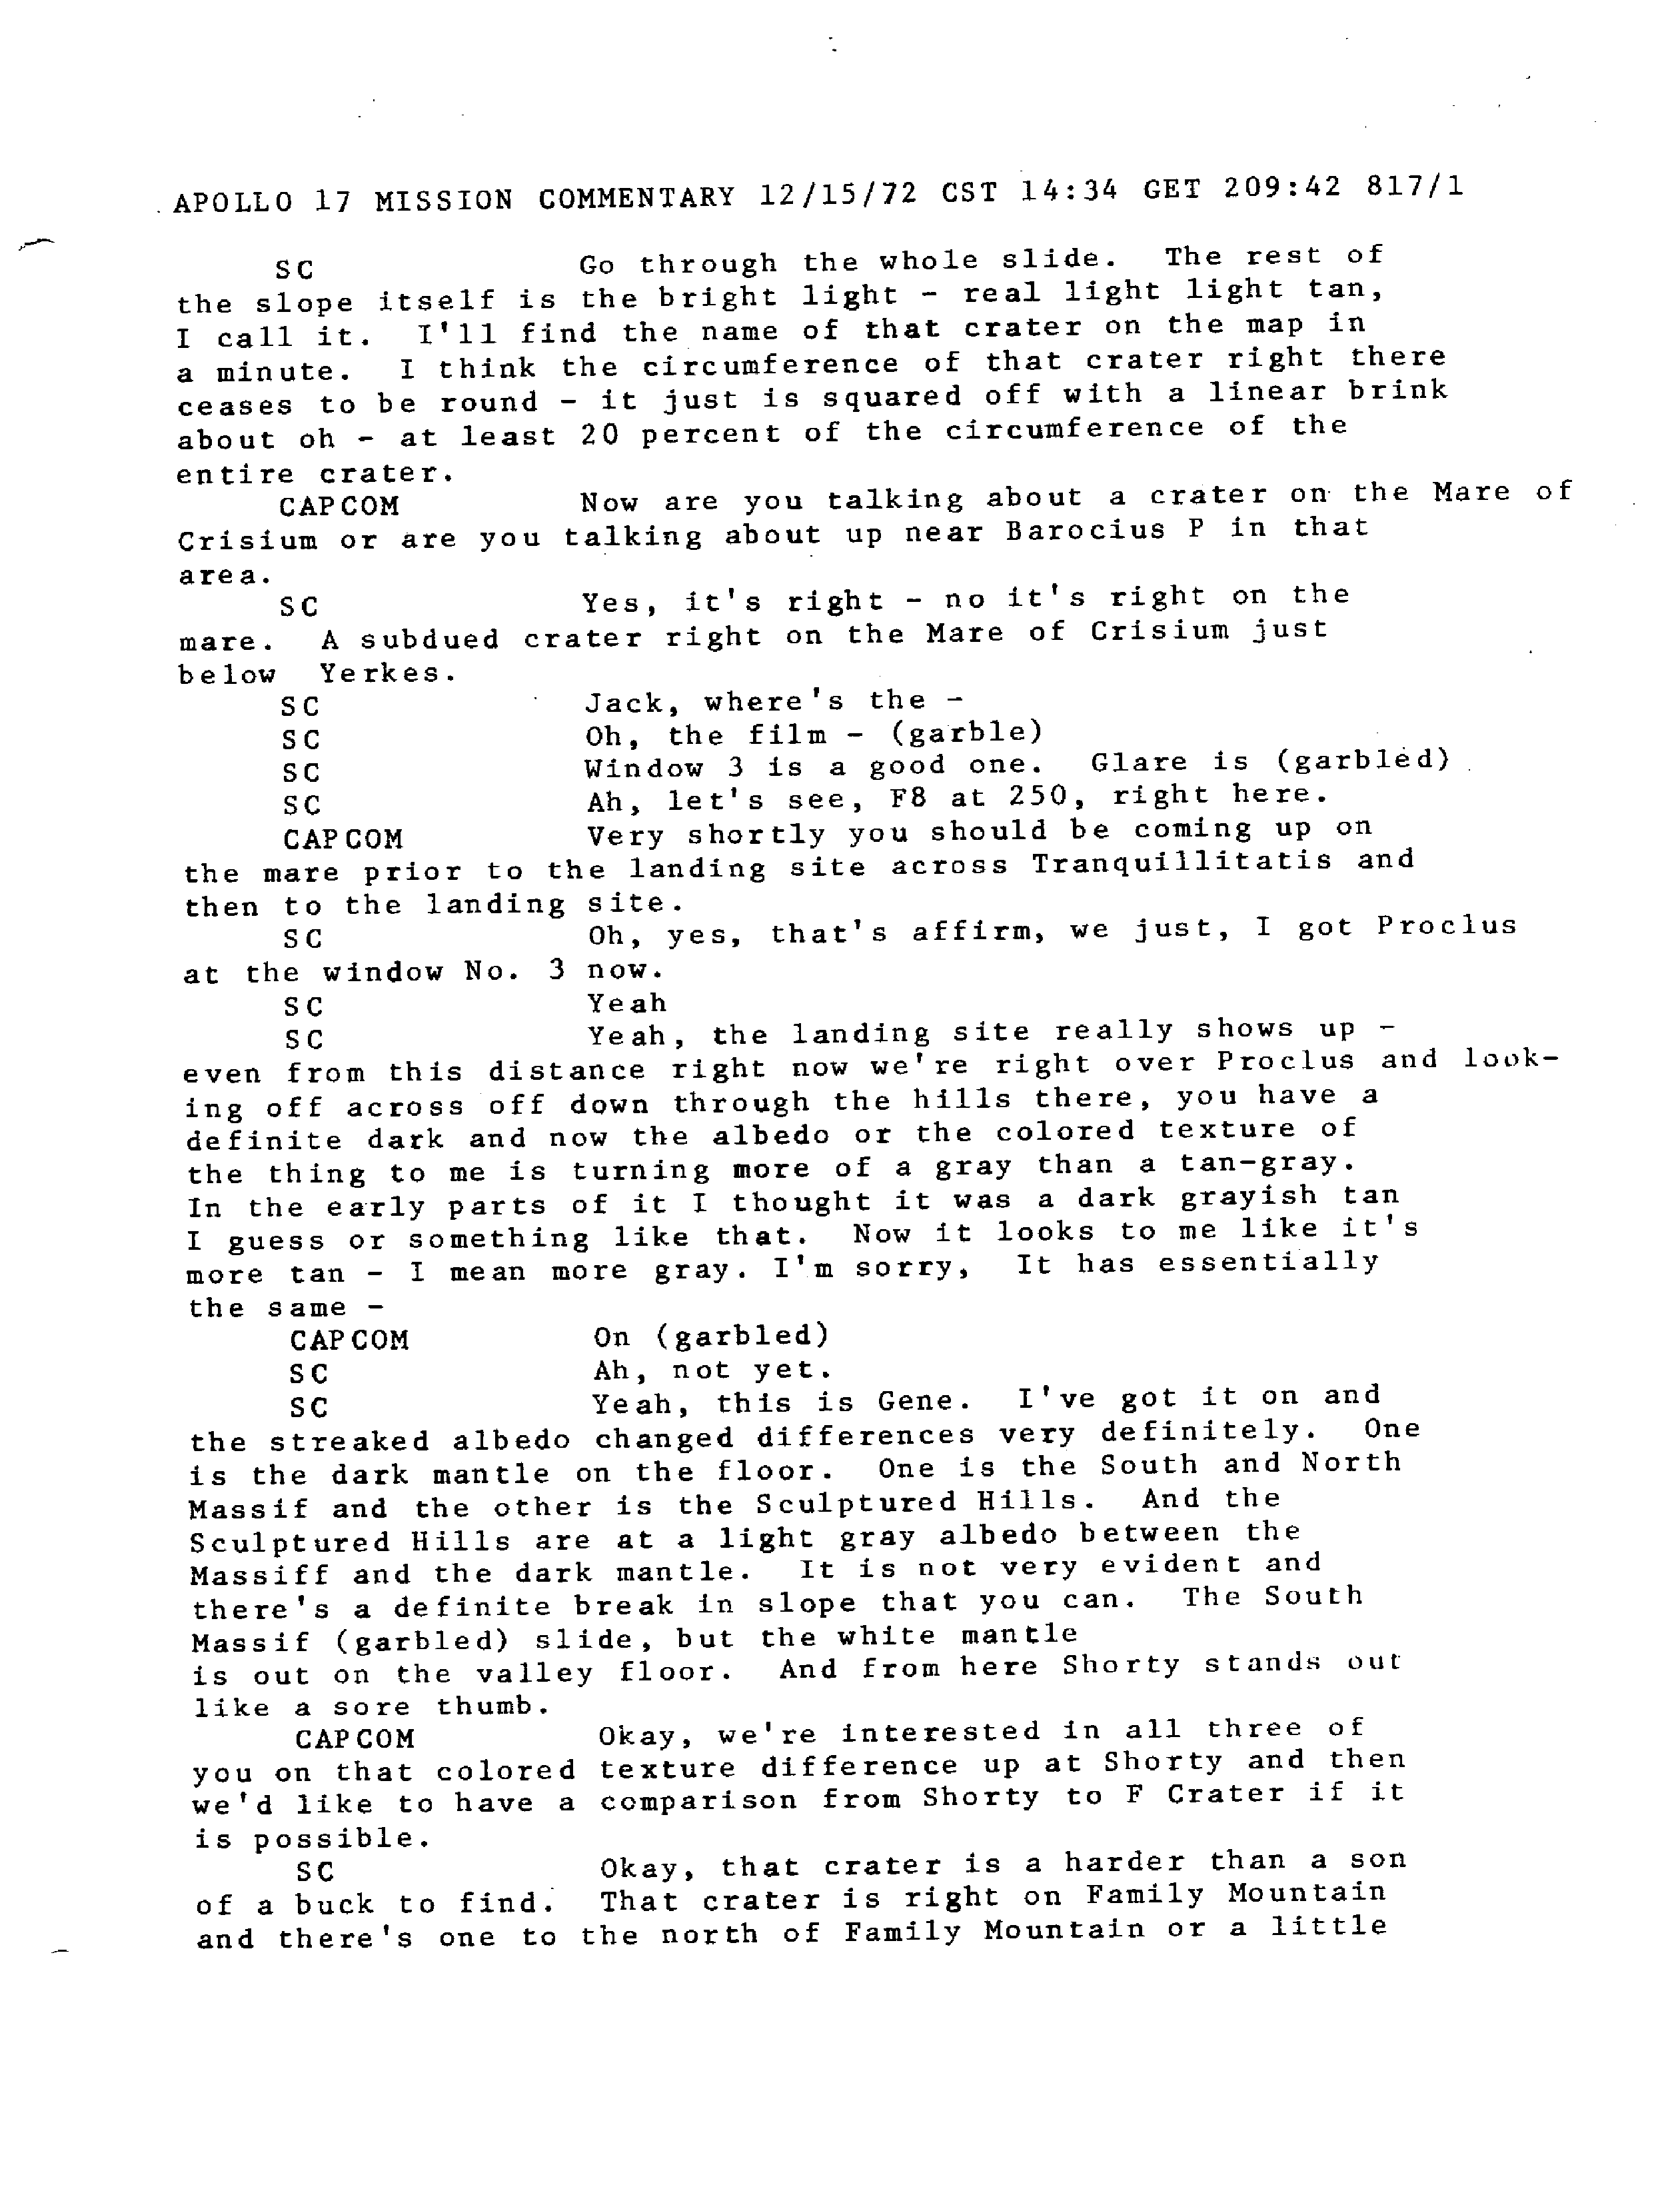 APOLLO 17 MISSION COMMENTARY 12/15/72 CST 14:34 GET 209:42 817/1
SC Go through the whole slide. The rest of
the slope itself is the bright light - real light light tan,
I call it. I'll find the name of that crater on the map in
a minute. I think the circumference of that crater right there
ceases to be round - it just is squared off with a linear brink
about oh - at least 20 percent of the circumference of the
entire crater.
CAPCOM Now are you talking about a crater on the Mare of
Crisium or are you talking about up near Barocius P in that
area.
SC Yes, it's right - no it's right on the
mare. A subdued crater right on the Mare of Crisium just
below Yerkes.
SC Jack, where's the -
SC Oh, the film - (garble)
SC Window 3 is a good one. Glare is (garbled)
SC Ah, let's see, F8 at 250, right here.
CAPCOM Very shortly you should be coming up on
the mare prior to the landing site across Tranquillitatis and
then to the landing site.
SC Oh, yes, that's affirm, we just, I got Proclus
at the window No. 3 now.
SC Yeah
SC Yeah, the landing site really shows up -
even from this distance right now we're right over Proclus and look-
ing off across off down through the hills there, you have a
definite dark and now the albedo or the colored texture of
the thing to me is turning more of a gray than a tan-gray.
In the early parts of it I thought it was a dark grayish tan
I guess or something like that. Now it looks to me like it's
more tan - I mean more gray. I'm sorry, It has essentially
the same -
CAPCOM On (garbled)
SC Ah, not yet.
SC Yeah, this is Gene. I've got it on and
the streaked albedo changed differences very definitely. One
is the dark mantle on the floor. One is the South and North
Massif and the other is the Sculptured Hills. And the
Sculptured Hills are at a light gray albedo between the
Massiff and the dark mantle. It is not very evident and
there's a definite break in slope that you can. The South
Massif (garbled) slide, but the white mantle
is out on the valley floor. And from here Shorty stands out
like a sore thumb.
CAPCOM Okay, we're interested in all three of
you on that colored texture difference up at Shorty and then
we'd like to have a comparison from Shorty to F Crater if it
is possible.
SC Okay, that crater is a harder than a son
of a buck to find. That crater is right on Family Mountain
and there's one to the north of Family Mountain or a little